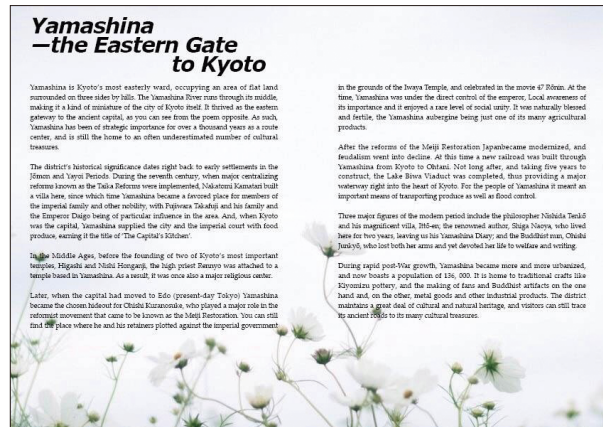 Yamashina
—the Eastern Gate
to Kyoto
Yamashina is Kyoto's most easterly ward, occupying an area of flat land
surrounded on three sides by hills. The Yamashina River runs through its middle,
making it a kind of miniature of the city of Kyoto itself. It thrived as the eastern
gateway to the ancient capital, as you can see from the poem opposite. As such,
Yamashina has been of strategic importance for over a thousand years as a route
center, and is still the home to an often underestimated number of cultural
treasures.
The district's historical significance dates right back to early settlements in the
Jōmon and Yayoi Periods. During the seventh century, when major centralizing
reforms known as the Taika Reforms were implemented, Nakatomi Kamatari built
a villa here, since which time Yamashina became a favored place for members of
the imperial family and other nobility, with Fujiwara Takafuji and his family and
the Emperor Daigo being of particular influence in the area. And, when Kyoto
was the capital, Yamashina supplied the city and the imperial court with food
produce, earning it the title of 'The Capital's Kitchen'.
In the Middle Ages, before the founding of two of Kyoto's most important
temples, Higashi and Nishi Honganji, the high priest Rennyo was attached to a
temple based in Yamashina. As a result, it was once also a major religious center.
Later, when the capital had moved to Edo (present-day Tokyo) Yamashina
became the chosen hideout for Ohishi Kuranosuke, who played a major role in the
reformist movement that came to be known as the Meiji Restoration. You can still
find the place where he and his retainers plotted against the imperial government
in the grounds of the Iwaya Temple, and celebrated in the movie 47 Rōnin. At the
time, Yamashina was under the direct control of the emperor, Local awareness of
its importance and it enjoyed a rare level of social unity. It was naturally blessed
and fertile, the Yamashina aubergine being just one of its many agricultural
products.
After the reforms of the Meiji Restoration Japanbecame modernized, and
feudalism went into decline. At this time a new railroad was built through
Yamashina from Kyoto to Ohtani. Not long after, and taking five years to
construct, the Lake Biwa Viaduct was completed, thus providing a major
waterway right into the heart of Kyoto. For the people of Yamashina it meant an
important means of transporting produce as well as flood control.
Three major figures of the modern period include the philosopher Nishida Tenkō
and his magnificent villa, Ittō-en; the renowned author, Shiga Naoya, who lived
here for two years, leaving us his Yamashina Diary; and the Buddhist nun, Ohishi
Junkyō, who lost both her arms and yet devoted her life to welfare and writing.
During rapid post-War growth, Yamashina became more and more urbanized,
and now boasts a population of 136, 000. It is home to traditional crafts like
Kiyomizu pottery, and the making of fans and Buddhist artifacts on the one
hand and, on the other, metal goods and other industrial products. The district
maintains a great deal of cultural and natural heritage, and visitors can still trace
its ancient roads to its many cultural treasures.